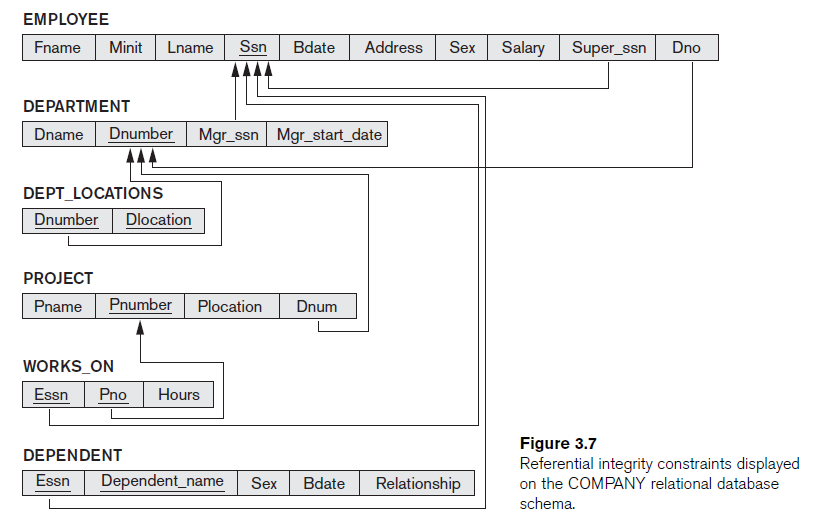 EMPLOYEE
Fname Minit Lname Ssn Bdate Address Sex Salary Super_ssn Dno
DEPARTMENT
Dname Dnumber Mgr_ssn Mgr_start_date
DEPT_LOCATIONS
Dnumber Dlocation
PROJECT
Pname Pnumber Plocation Dnum
WORKS_ON
Essn Pno Hours
DEPENDENT
Essn Dependent_name Sex Bdate Relationship
Figure 3.7
Referential integrity constraints displayed
on the COMPANY relational database
schema.